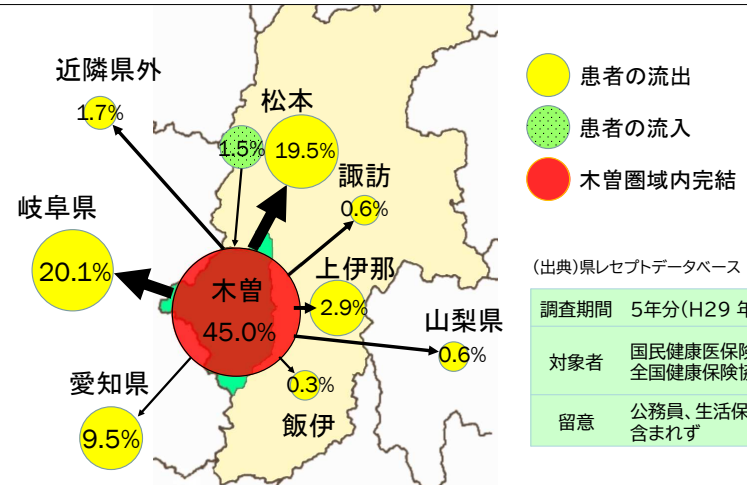 近隣県外
1.7%
松本
1.5%
19.5%
諏訪
0.6%
岐阜県
20.1%
木曽
45.0%
上伊那
2.9%
山梨県
0.6%
愛知県
9.5%
0.3%
飯伊
患者の流出
患者の流入
木曽圏域内完結
(出典)県レセプトデータベース
調査期間 5年分(H29 年
対象者 国民健康医保険
全国健康保険協
留意 公務員、生活保
含まれず